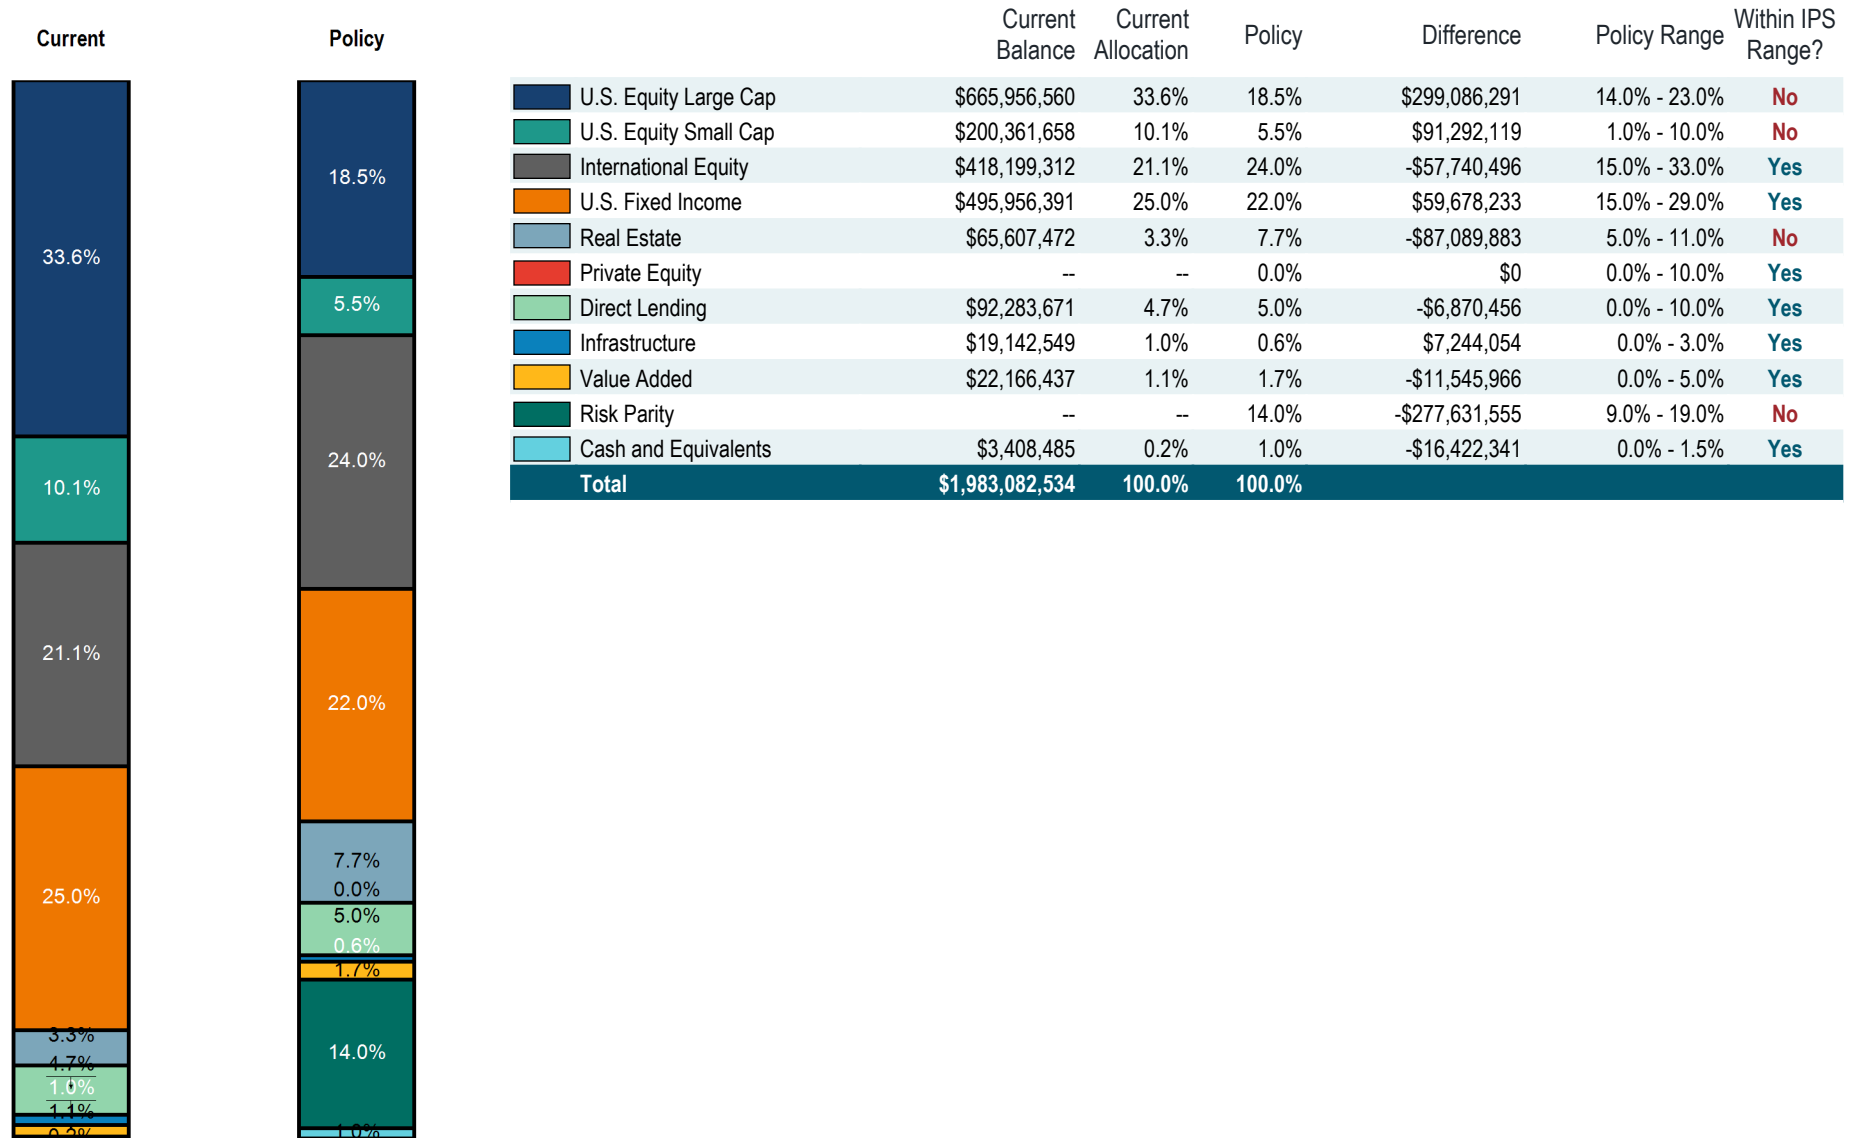 Current
Policy
33.6%
10.1%
21.1%
25.0%
3.3%
4.7%
1.0%
1.1%
0.2%
18.5%
5.5%
24.0%
22.0%
7.7%
0.0%
5.0%
0.6%
1.7%
14.0%
1.0%
Current Balance Current Allocation Policy Difference Policy Range Within IPS Range?
U.S. Equity Large Cap $665,956,560 33.6% 18.5% $299,086,291 14.0% - 23.0% No
U.S. Equity Small Cap $200,361,658 10.1% 5.5% $91,292,119 1.0% - 10.0% No
International Equity $418,199,312 21.1% 24.0% -$57,740,496 15.0% - 33.0% Yes
U.S. Fixed Income $495,956,391 25.0% 22.0% $59,678,233 15.0% - 29.0% Yes
Real Estate $65,607,472 3.3% 7.7% -$87,089,883 5.0% - 11.0% No
Private Equity -- -- 0.0% $0 0.0% - 10.0% Yes
Direct Lending $92,283,671 4.7% 5.0% -$6,870,456 0.0% - 10.0% Yes
Infrastructure $19,142,549 1.0% 0.6% $7,244,054 0.0% - 3.0% Yes
Value Added $22,166,437 1.1% 1.7% -$11,545,966 0.0% - 5.0% Yes
Risk Parity -- -- 14.0% -$277,631,555 9.0% - 19.0% No
Cash and Equivalents $3,408,485 0.2% 1.0% -$16,422,341 0.0% - 1.5% Yes
Total $1,983,082,534 100.0% 100.0%